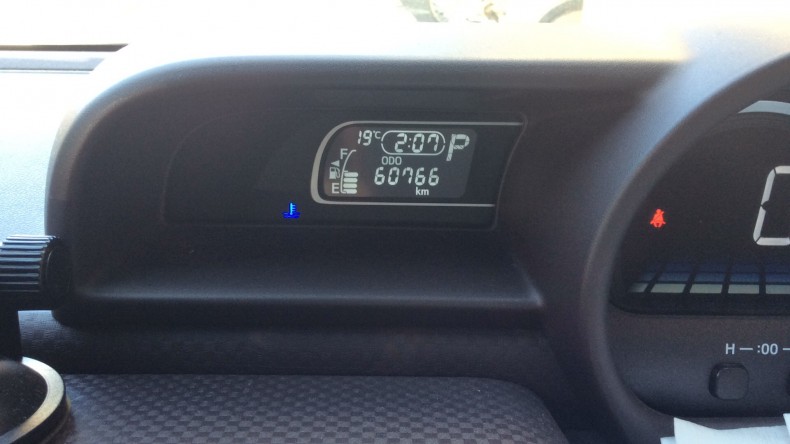 19°C 2:07 P
F
ODO
60766
E km
H — :00 —